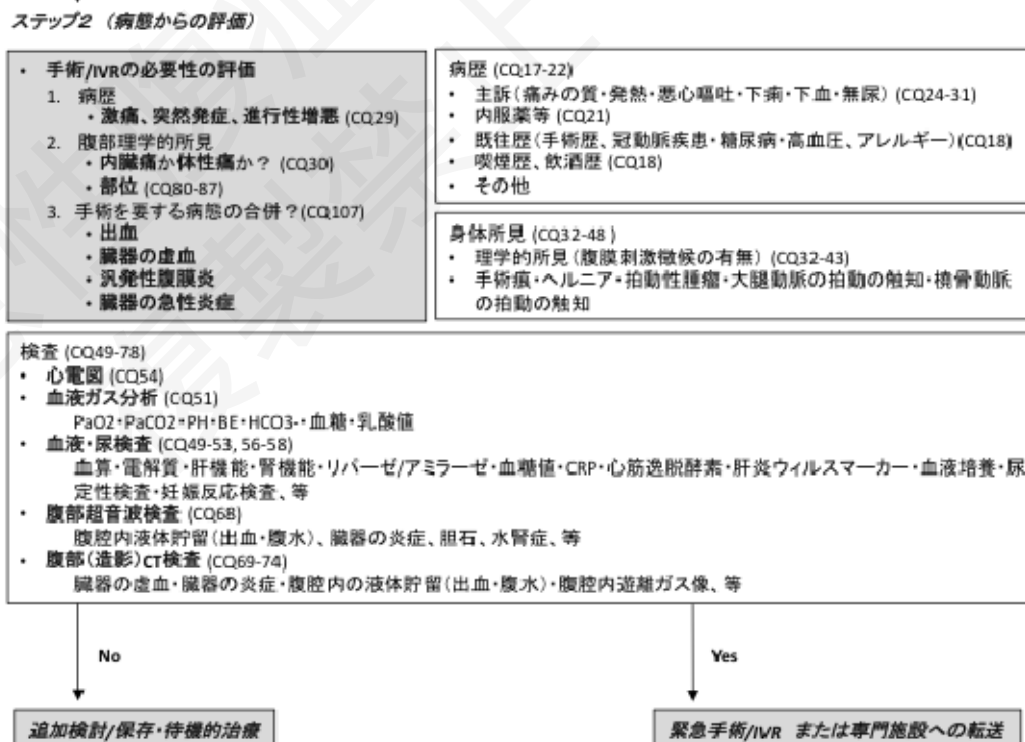 ステップ2 (病態からの評価)
・ 手術/IVRの必要性の評価
1. 病歴
・激痛、突然発症、進行性増悪 (CQ29)
2. 腹部理学的所見
・内臓痛か体性痛か? (CQ30)
・部位 (CQ80-87)
3. 手術を要する病態の合併?(CQ107)
・出血
・臓器の虚血
・汎発性腹膜炎
・臓器の急性炎症
病歴 (CQ17-22)
・ 主訴(痛みの質・発熱・悪心嘔吐・下痢・下血・無尿) (CQ24-31)
・ 内服薬等 (CQ21)
・ 既往歴(手術歴、冠動脈疾患・糖尿病・高血圧、アレルギー)(CQ18)
・ 喫煙歴、飲酒歴 (CQ18)
・ その他
身体所見 (CQ32-48)
・ 理学的所見(腹膜刺激徴候の有無) (CQ32-43)
・ 手術痕・ヘルニア・拍動性腫瘤・大腿動脈の拍動の触知・橈骨動脈
の拍動の触知
検査 (CQ49-78)
・ 心電図 (CQ54)
・ 血液ガス分析 (CQ51)
PaO2・PaCO2・PH・BE・HCO3-・血糖・乳酸値
・ 血液・尿検査 (CQ49-53, 56-58)
血算・電解質・肝機能・腎機能・リパーゼ/アミラーゼ・血糖値・CRP・心筋逸脱酵素・肝炎ウィルスマーカー・血液培養・尿
定性検査・妊娠反応検査、等
・ 腹部超音波検査 (CQ68)
腹腔内液体貯留(出血・腹水)、臓器の炎症、胆石、水腎症、等
・ 腹部(造影)CT検査 (CQ69-74)
臓器の虚血・臓器の炎症・腹腔内の液体貯留(出血・腹水)・腹腔内遊離ガス像、等
No
Yes
追加検討/保存・待機的治療
緊急手術/IVR または専門施設への転送